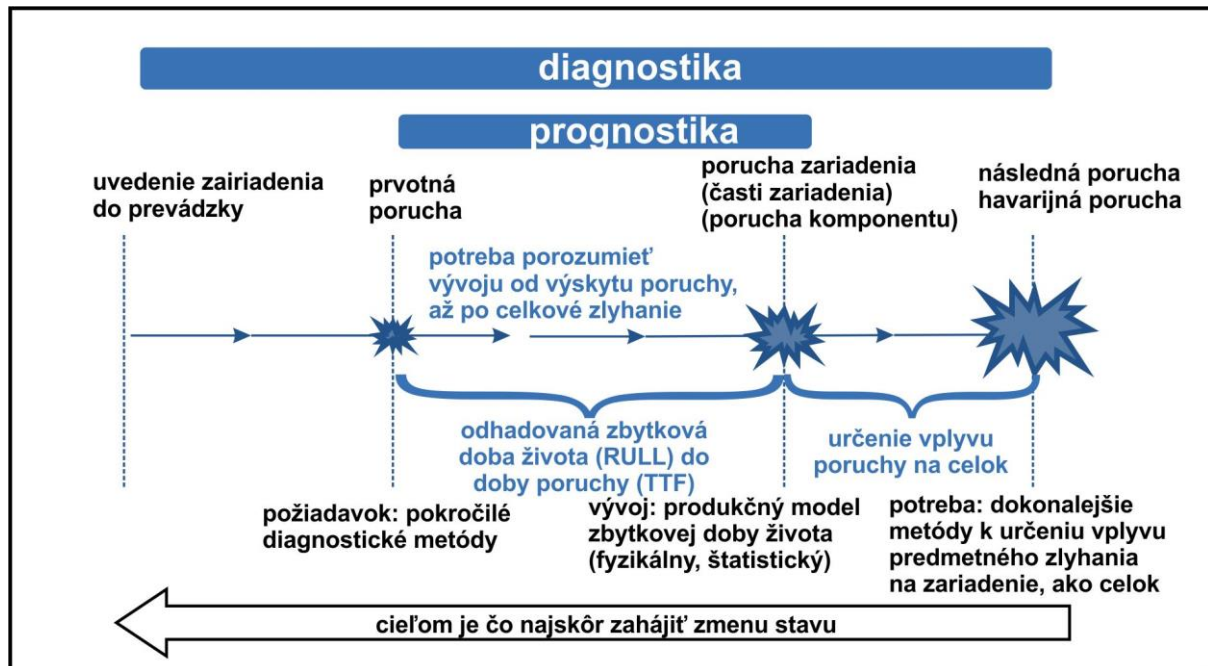 diagnostika
prognostika
uvedenie zairiadenia
do prevádzky
prvotná
porucha
porucha zariadenia
(časti zariadenia)
(porucha komponentu)
následná porucha
havarijná porucha
potreba porozumieť
vývoju od výskytu poruchy,
až po celkové zlyhanie
odhadovaná zbytková
doba života (RULL) do
doby poruchy (TTF)
určenie vplyvu
poruchy na celok
požiadavok: pokročilé
diagnostické metódy
vývoj: produkčný model
zbytkovej doby života
(fyzikálny, štatistický)
potreba: dokonalejšie
metódy k určeniu vplyvu
predmetného zlyhania
na zariadenie, ako celok
cieľom je čo najskôr zahájiť zmenu stavu